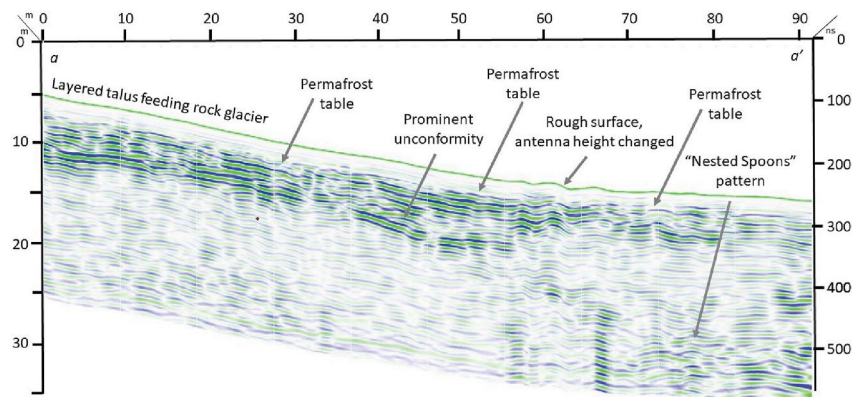 m
0 10 20 30 40 50 60 70 80 90
m
ns
0
0
a
a′
Layered talus feeding rock glacier
Permafrost
table
Permafrost
table
Permafrost
table
Prominent
unconformity
Rough surface,
antenna height changed
"Nested Spoons"
pattern
10
20
30
100
200
300
400
500